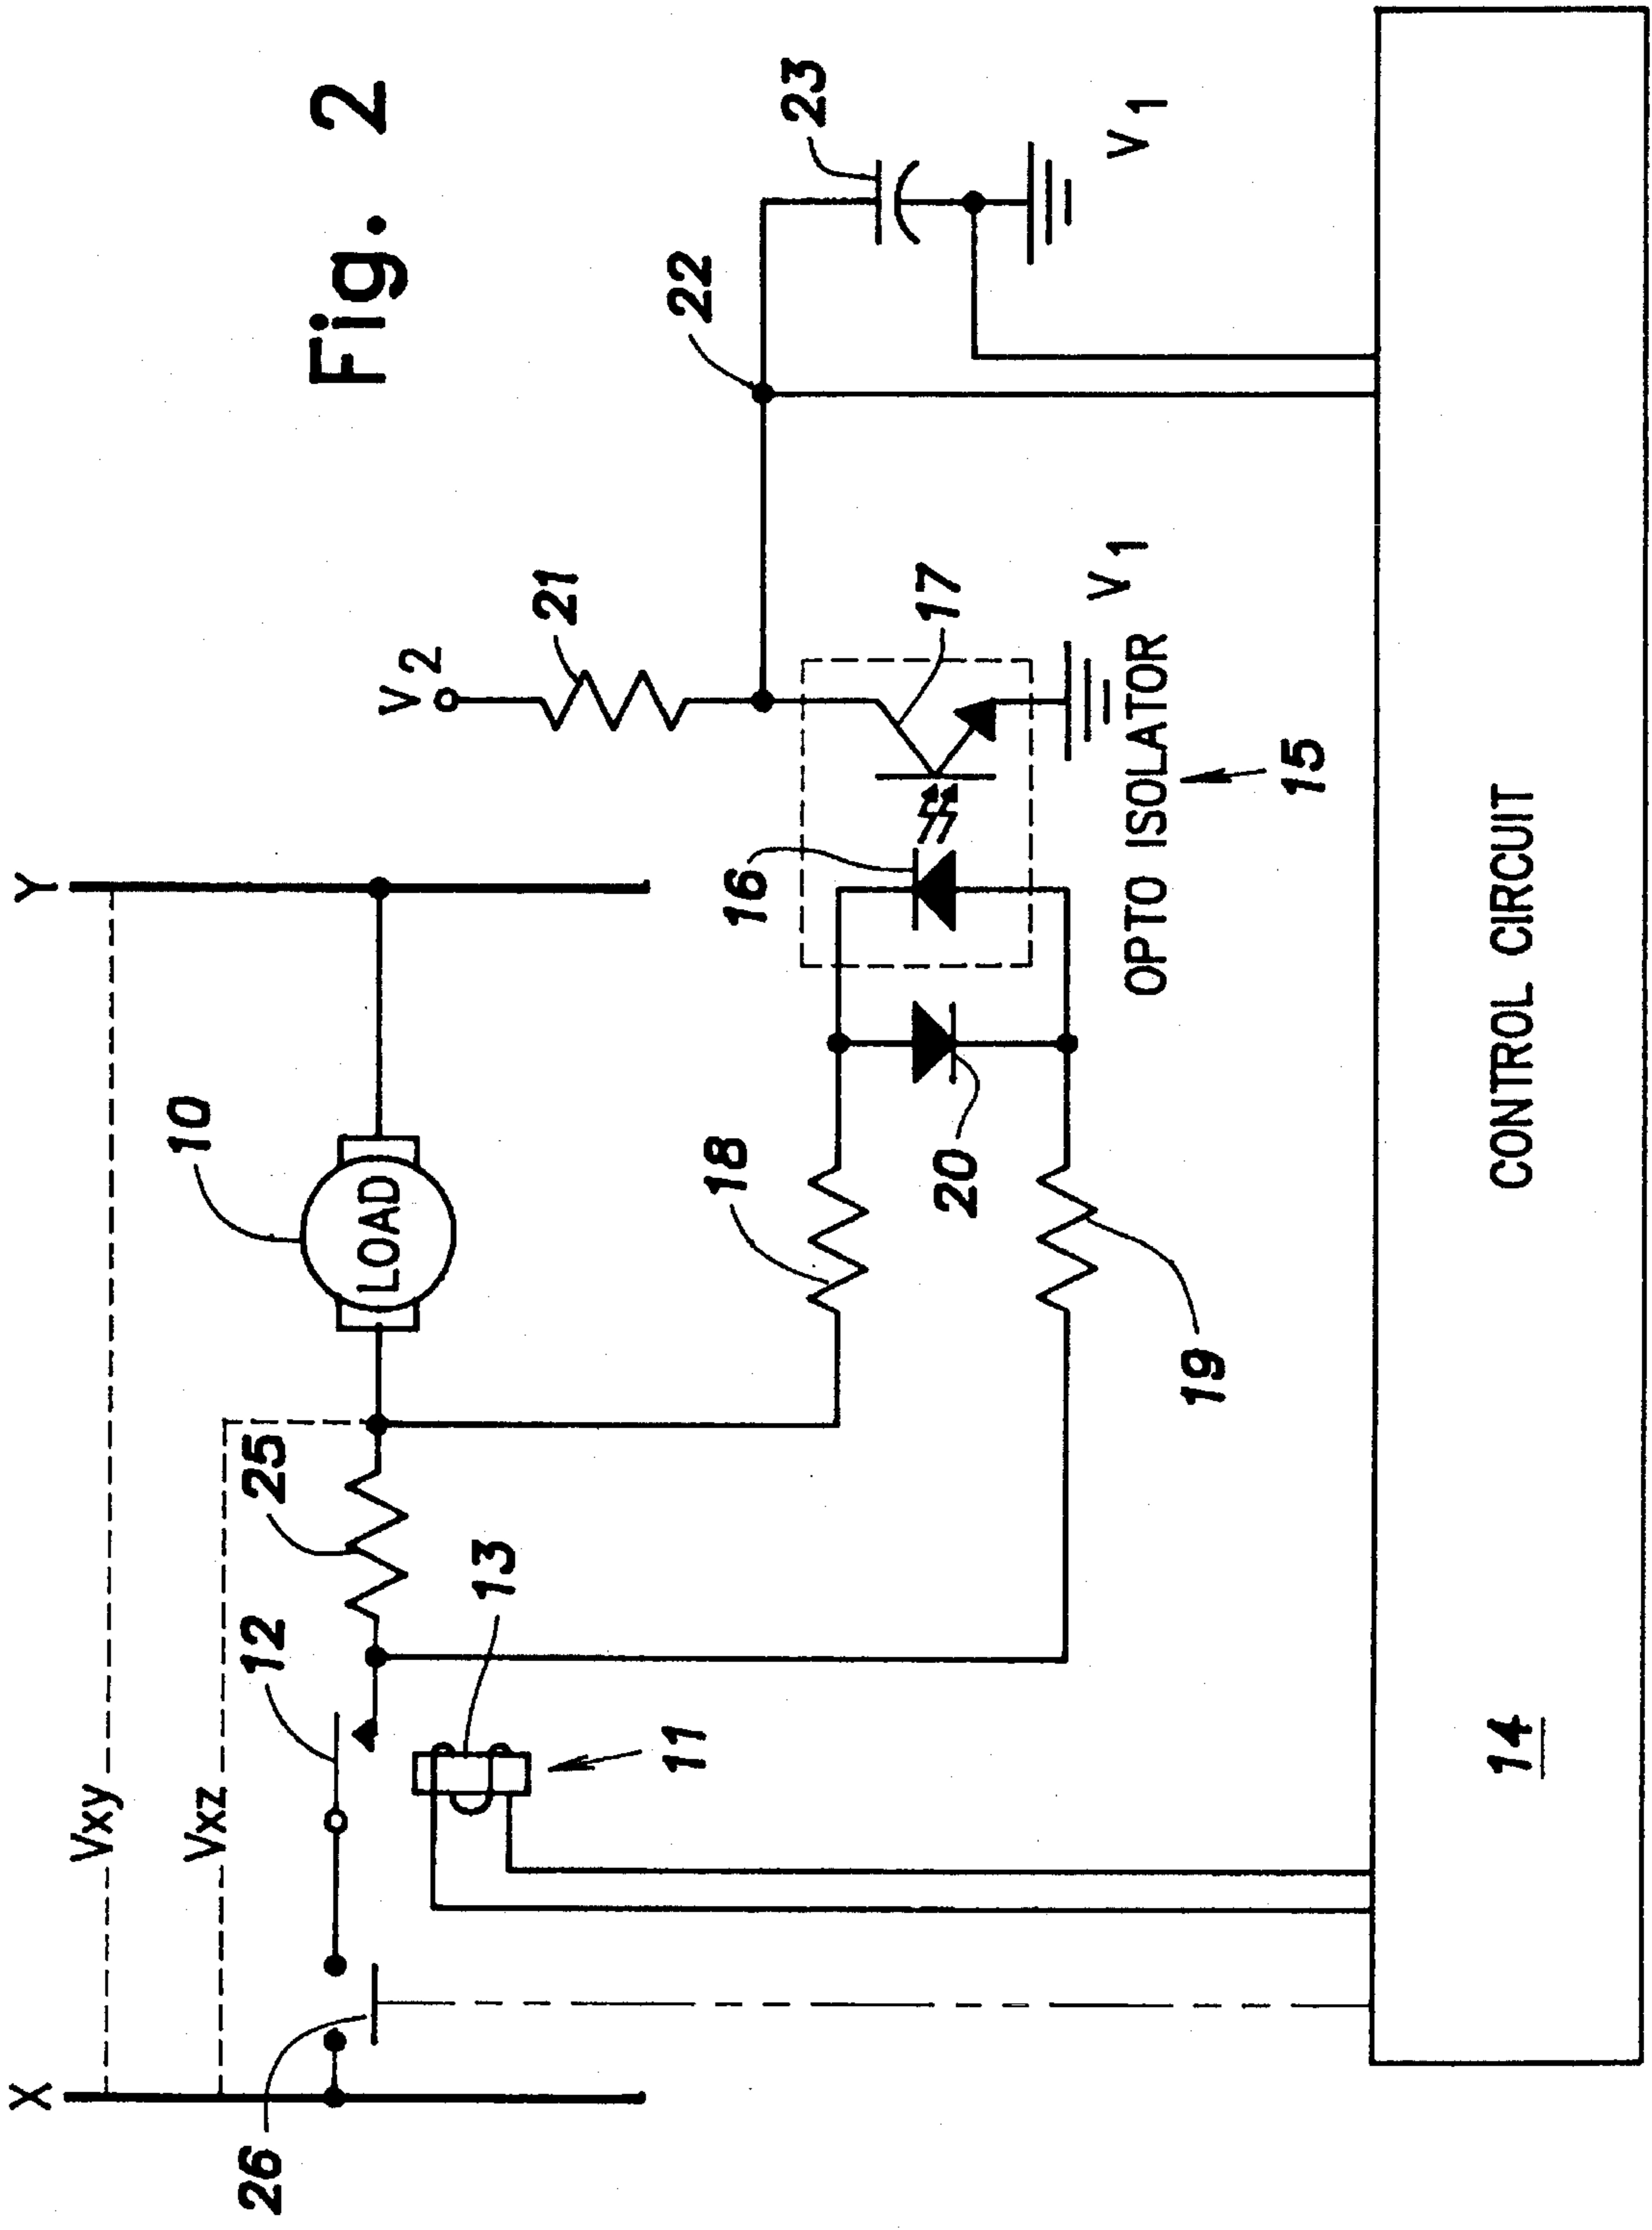 Fig. 2
X
Y
Vxy
Vxz
26
12
25
10
13
11
V2
21
22
23
V1
18
16
17
20
19
V1
OPTO ISOLATOR
15
CONTROL CIRCUIT
14